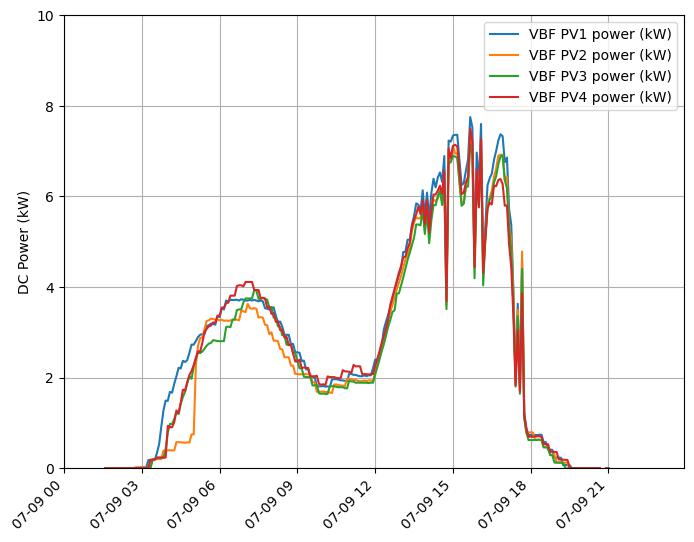 10
8
6
4
2
0
DC Power (kW)
VBF PV1 power (kW)
VBF PV2 power (kW)
VBF PV3 power (kW)
VBF PV4 power (kW)
07-09 00
07-09 03
07-09 06
07-09 09
07-09 12
07-09 15
07-09 18
07-09 21